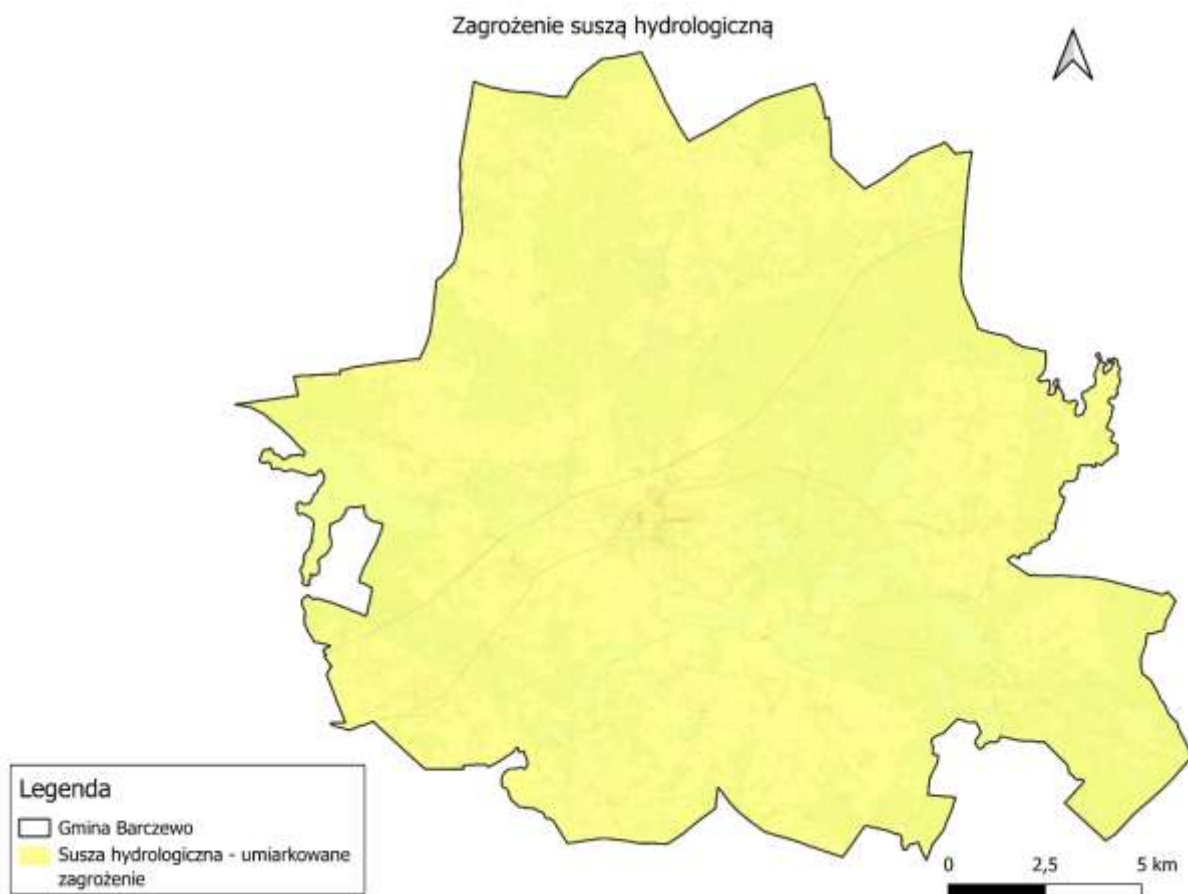 Zagrożenie suszą hydrologiczną
Legenda
Gmina Barczewo
Susza hydrologiczna - umiarkowane
zagrożenie
0 2,5 5 km